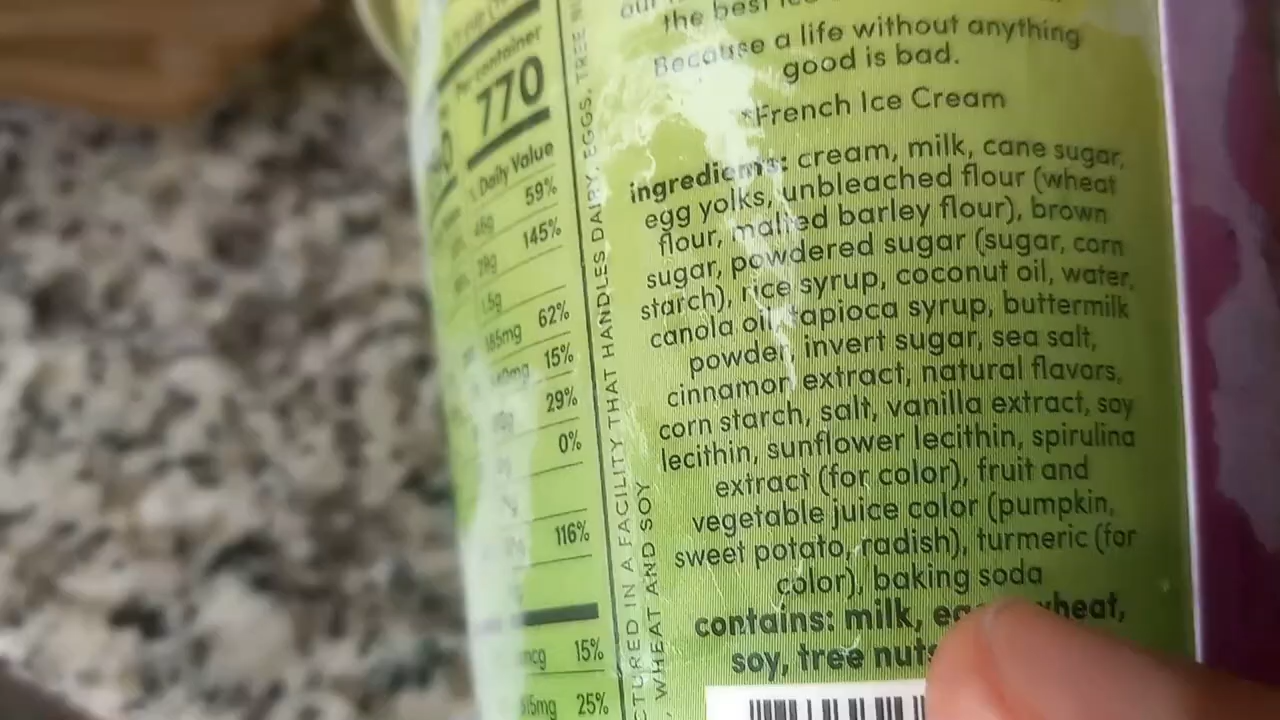 the best
Because a life without anything
good is bad.
*French Ice Cream
ingredients: cream, milk, cane sugar,
egg yolks, unbleached flour (wheat
flour, malted barley flour), brown
sugar, powdered sugar (sugar, corn
starch), rice syrup, coconut oil, water,
canola oil, tapioca syrup, buttermilk
powder, invert sugar, sea salt,
cinnamon extract, natural flavors,
corn starch, salt, vanilla extract, soy
lecithin, sunflower lecithin, spirulina
extract (for color), fruit and
vegetable juice color (pumpkin,
sweet potato, radish), turmeric (for
color), baking soda
contains: milk, wheat,
soy, tree nuts
Per container
770
% Daily Value
59%
145%
62%
15%
29%
0%
116%
mcg 15%
25%
IN A FACILITY THAT HANDLES DAIRY, EGGS, TREE
WHEAT AND SOY